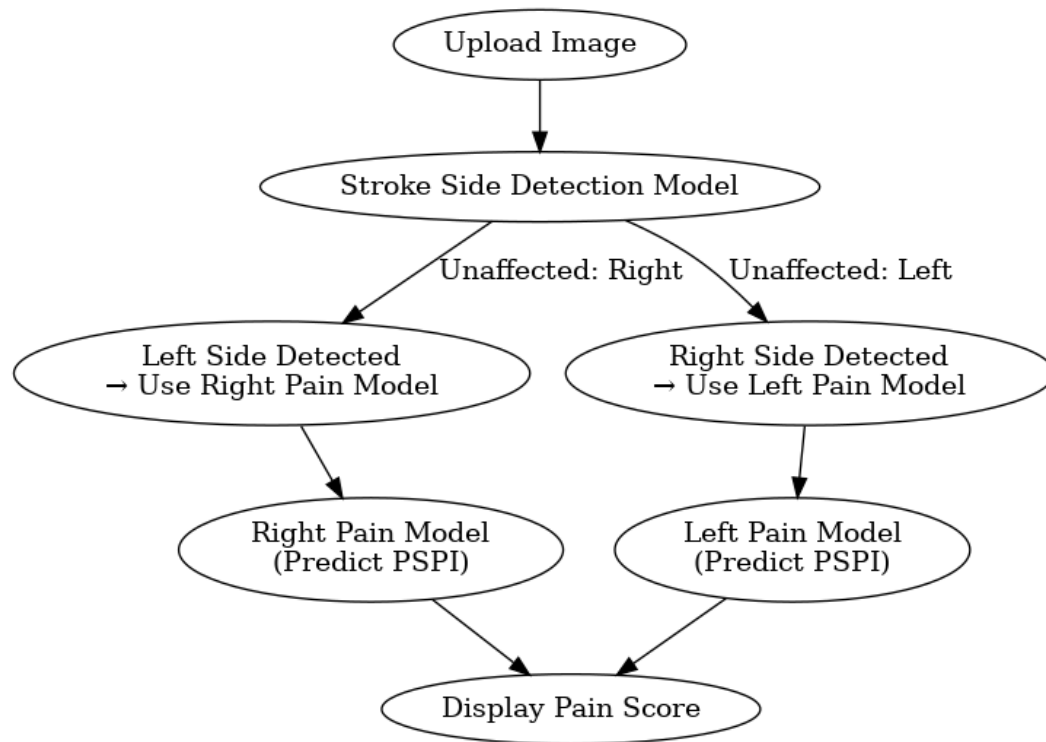 Upload Image
Stroke Side Detection Model
Unaffected: Right
Unaffected: Left
Left Side Detected
→ Use Right Pain Model
Right Side Detected
→ Use Left Pain Model
Right Pain Model
(Predict PSPI)
Left Pain Model
(Predict PSPI)
Display Pain Score